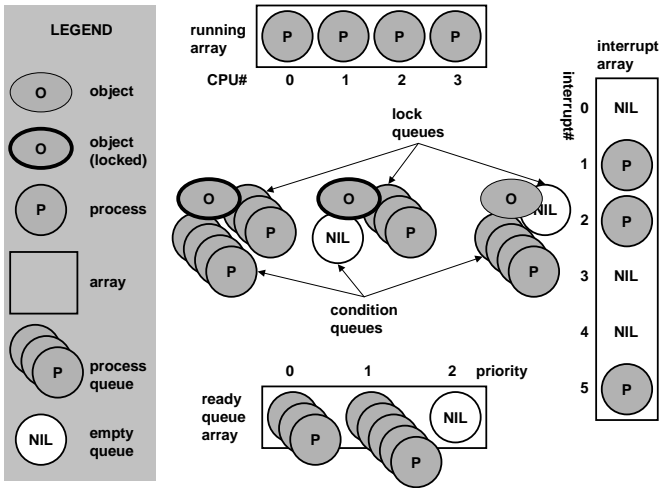 LEGEND
O
object
O
object
(locked)
P
process
array
P
process
queue
NIL
empty
queue
running
array
P P P P
CPU# 0 1 2 3
interrupt
array
interrupt#
0 NIL
1 P
2 P
3 NIL
4 NIL
5 P
lock
queues
O O O
NIL
P P
NIL
P P
condition
queues
0 1 2 priority
ready
queue
array
NIL
P
P